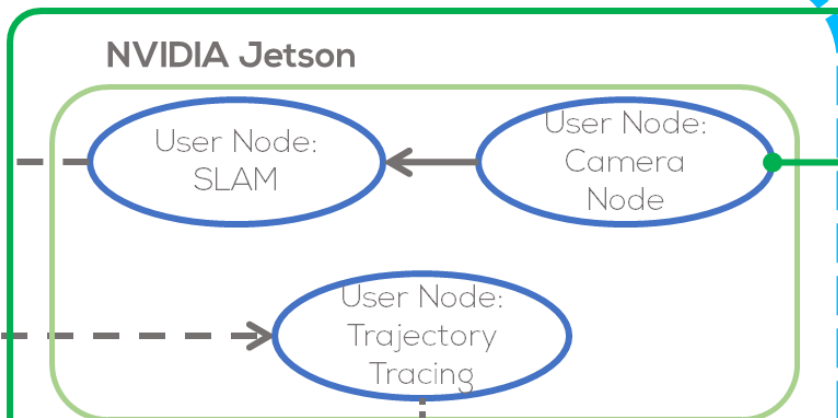 NVIDIA Jetson
User Node:
SLAM
User Node:
Camera
Node
User Node:
Trajectory
Tracing